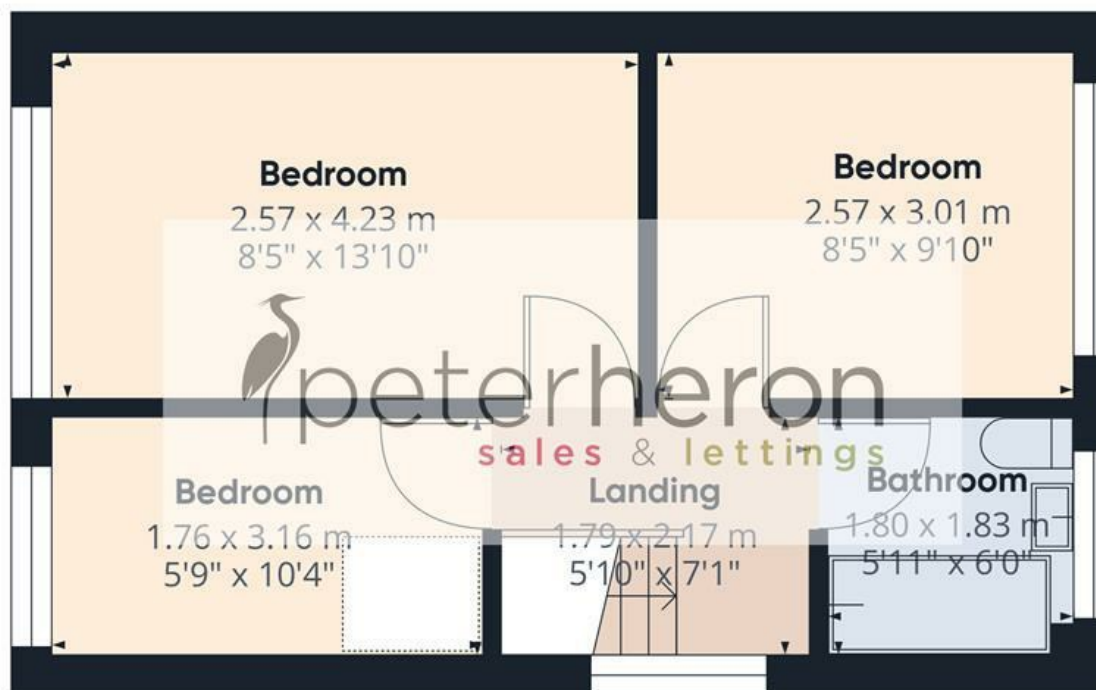 Bedroom
2.57 x 4.23 m
8'5" x 13'10"
Bedroom
2.57 x 3.01 m
8'5" x 9'10"
peterheron
sales & lettings
Bedroom
1.76 x 3.16 m
5'9" x 10'4"
Landing
1.79 x 2.17 m
5'10" x 7'1"
Bathroom
1.80 x 1.83 m
5'11" x 6'0"